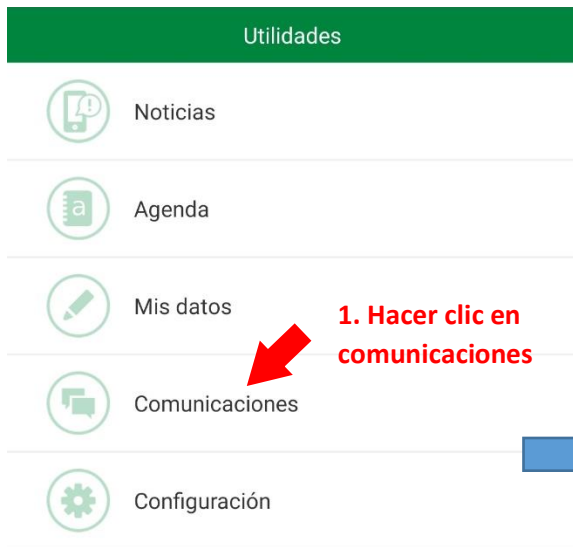 Utilidades
Noticias
a
Agenda
Mis datos
1. Hacer clic en
comunicaciones
Comunicaciones
Configuración